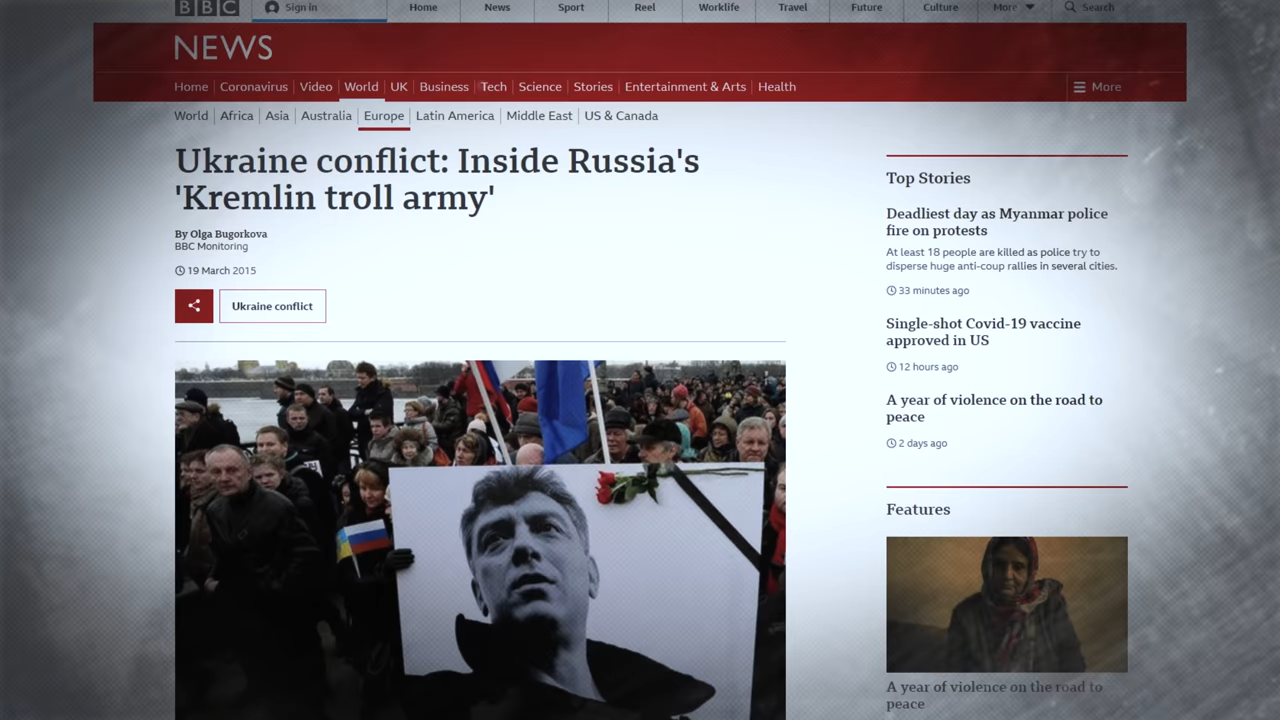 BBC
Sign in
Home
News
Sport
Reel
Worklife
Travel
Future
Culture
More
Search
NEWS
Home
Coronavirus
Video
World
UK
Business
Tech
Science
Stories
Entertainment & Arts
Health
More
World
Africa
Asia
Australia
Europe
Latin America
Middle East
US & Canada
Ukraine conflict: Inside Russia's
'Kremlin troll army'
By Olga Bugorkova
BBC Monitoring
19 March 2015
Ukraine conflict
Top Stories
Deadliest day as Myanmar police
fire on protests
At least 18 people are killed as police try to
disperse huge anti-coup rallies in several cities.
33 minutes ago
Single-shot Covid-19 vaccine
approved in US
12 hours ago
A year of violence on the road to
peace
2 days ago
Features
A year of violence on the road to
peace